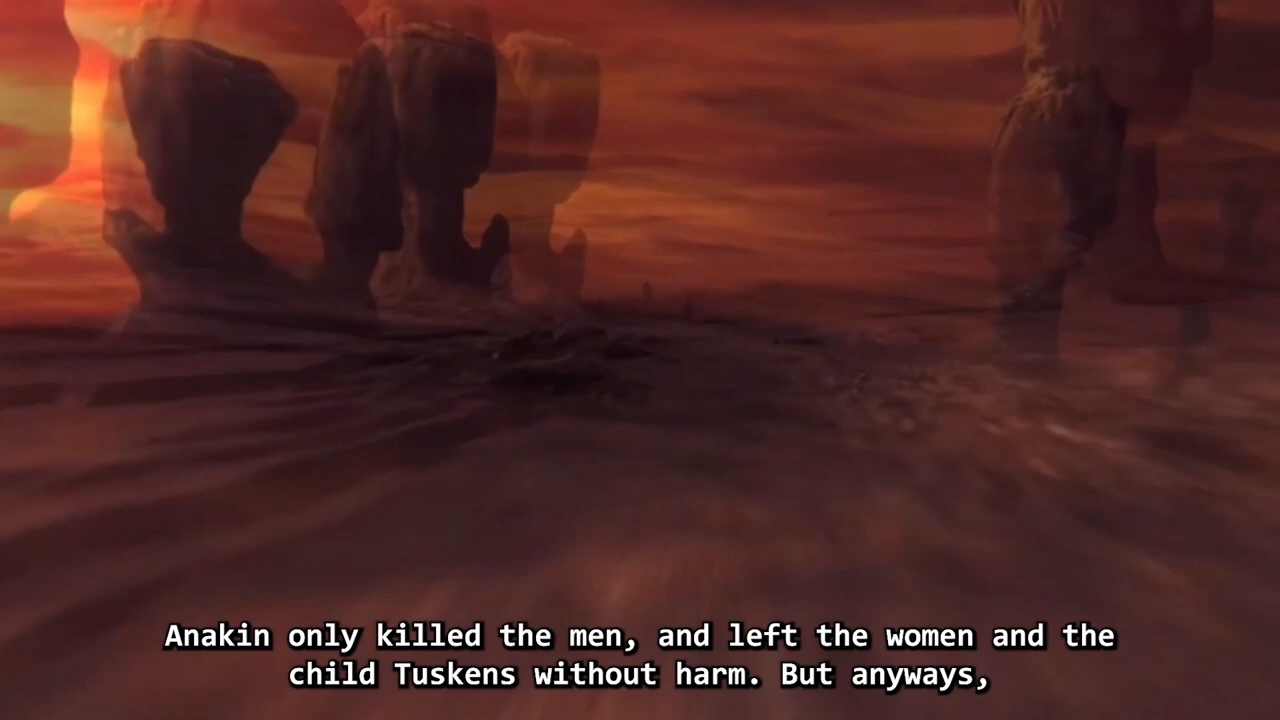 Anakin only killed the men, and left the women and the
child Tuskens without harm. But anyways,